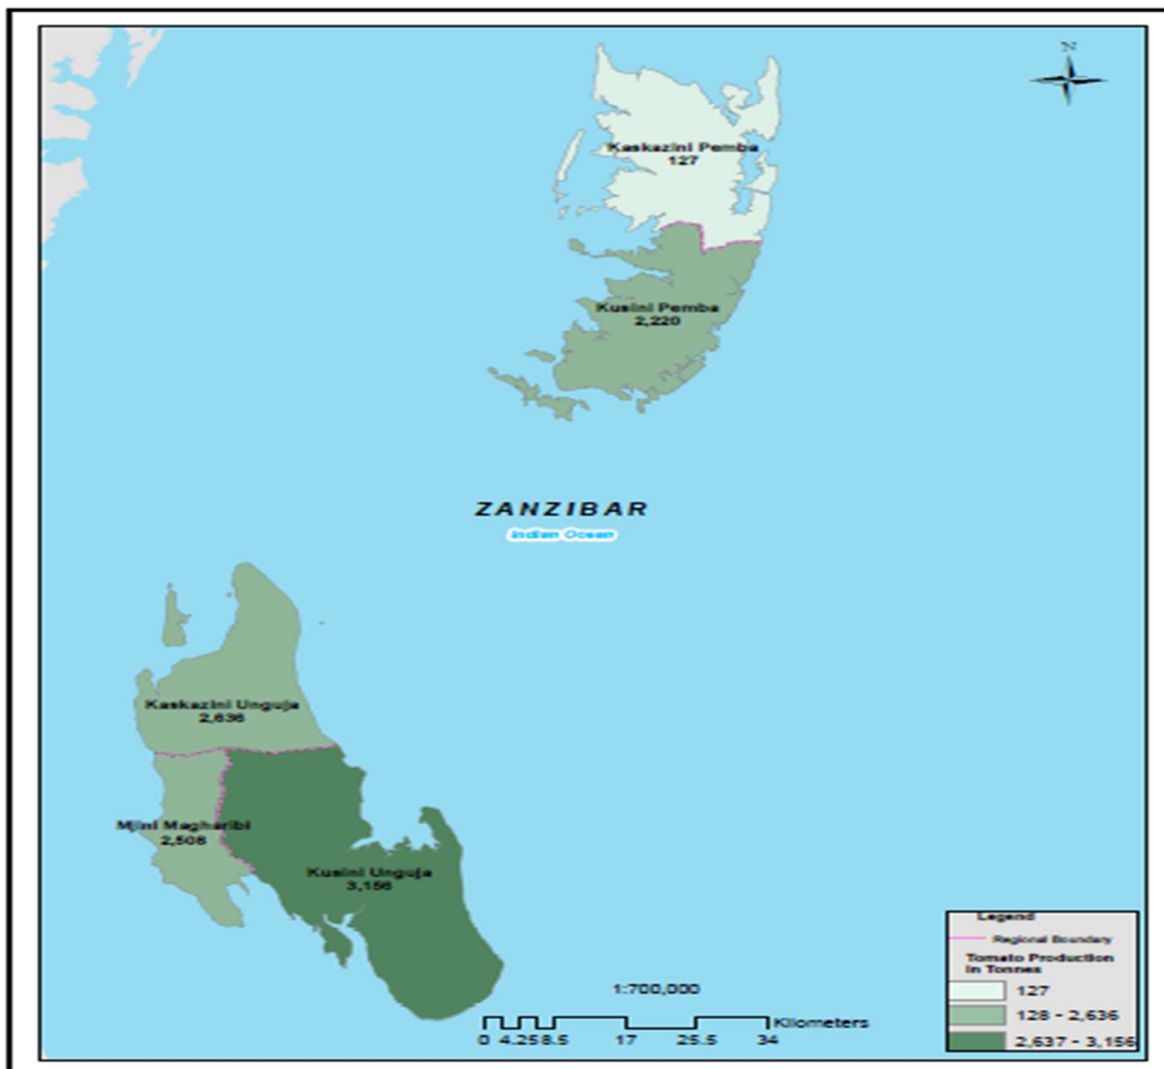 N
Kaskazini Pemba
127
Kusini Pemba
2,220
ZANZIBAR
Indian Ocean
Kaskazini Unguja
2,636
Mjini Magharibi
2,508
Kusini Unguja
3,156
Legend
Regional Boundary
Tomato Production
In Tonnes
127
128 - 2,636
2,637 - 3,156
1:700,000
Kilometers
0 4.25 8.5 17 25.5 34